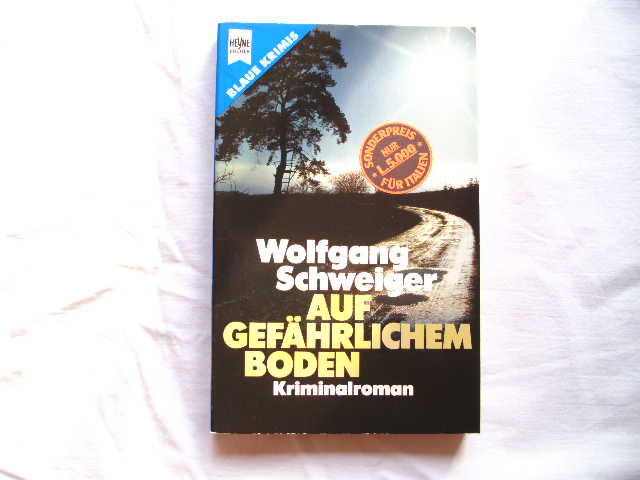 HEYNE
BÜCHER
BLAUE KRIMIS
SONDERPREIS
NUR
L. 5.000
FÜR ITALIEN
Wolfgang
Schweiger
AUF
GEFÄHRLICHEM
BODEN
Kriminalroman